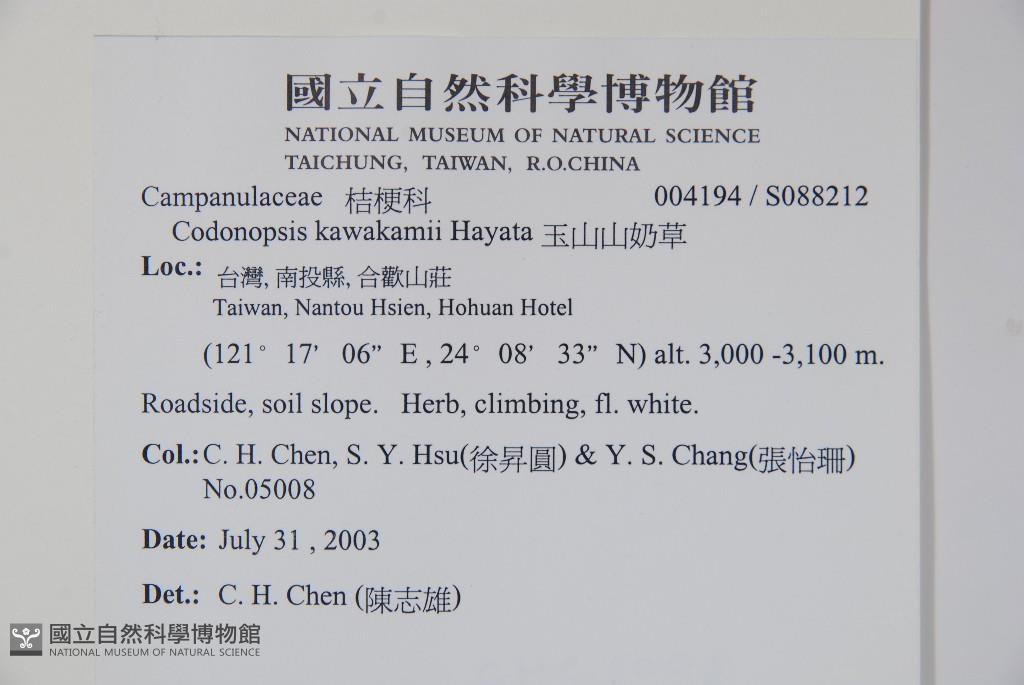 國立自然科學博物館
NATIONAL MUSEUM OF NATURAL SCIENCE
TAICHUNG, TAIWAN, R.O.CHINA
Campanulaceae 桔梗科 004194 / S088212
Codonopsis kawakamii Hayata 玉山山奶草
Loc.: 台灣, 南投縣, 合歡山莊
Taiwan, Nantou Hsien, Hohuan Hotel
(121° 17' 06” E , 24° 08' 33” N) alt. 3,000 -3,100 m.
Roadside, soil slope. Herb, climbing, fl. white.
Col.: C. H. Chen, S. Y. Hsu(徐昇圓) & Y. S. Chang(張怡珊)
No.05008
Date: July 31 , 2003
Det.: C. H. Chen (陳志雄)
國立自然科學博物館
NATIONAL MUSEUM OF NATURAL SCIENCE